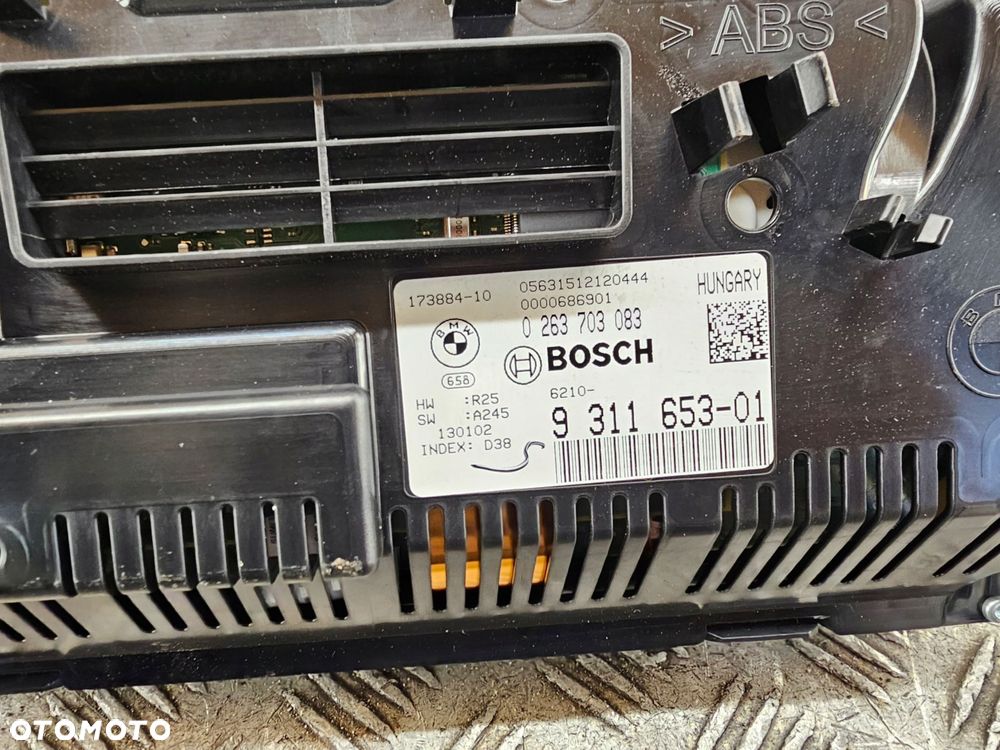 > ABS <
173884-10
05631512120444
0000686901
HUNGARY
BMW
0 263 703 083
658
BOSCH
HW :R25
SW :A245
130102
INDEX: D38
6210-
9 311 653-01
OTOMOTO